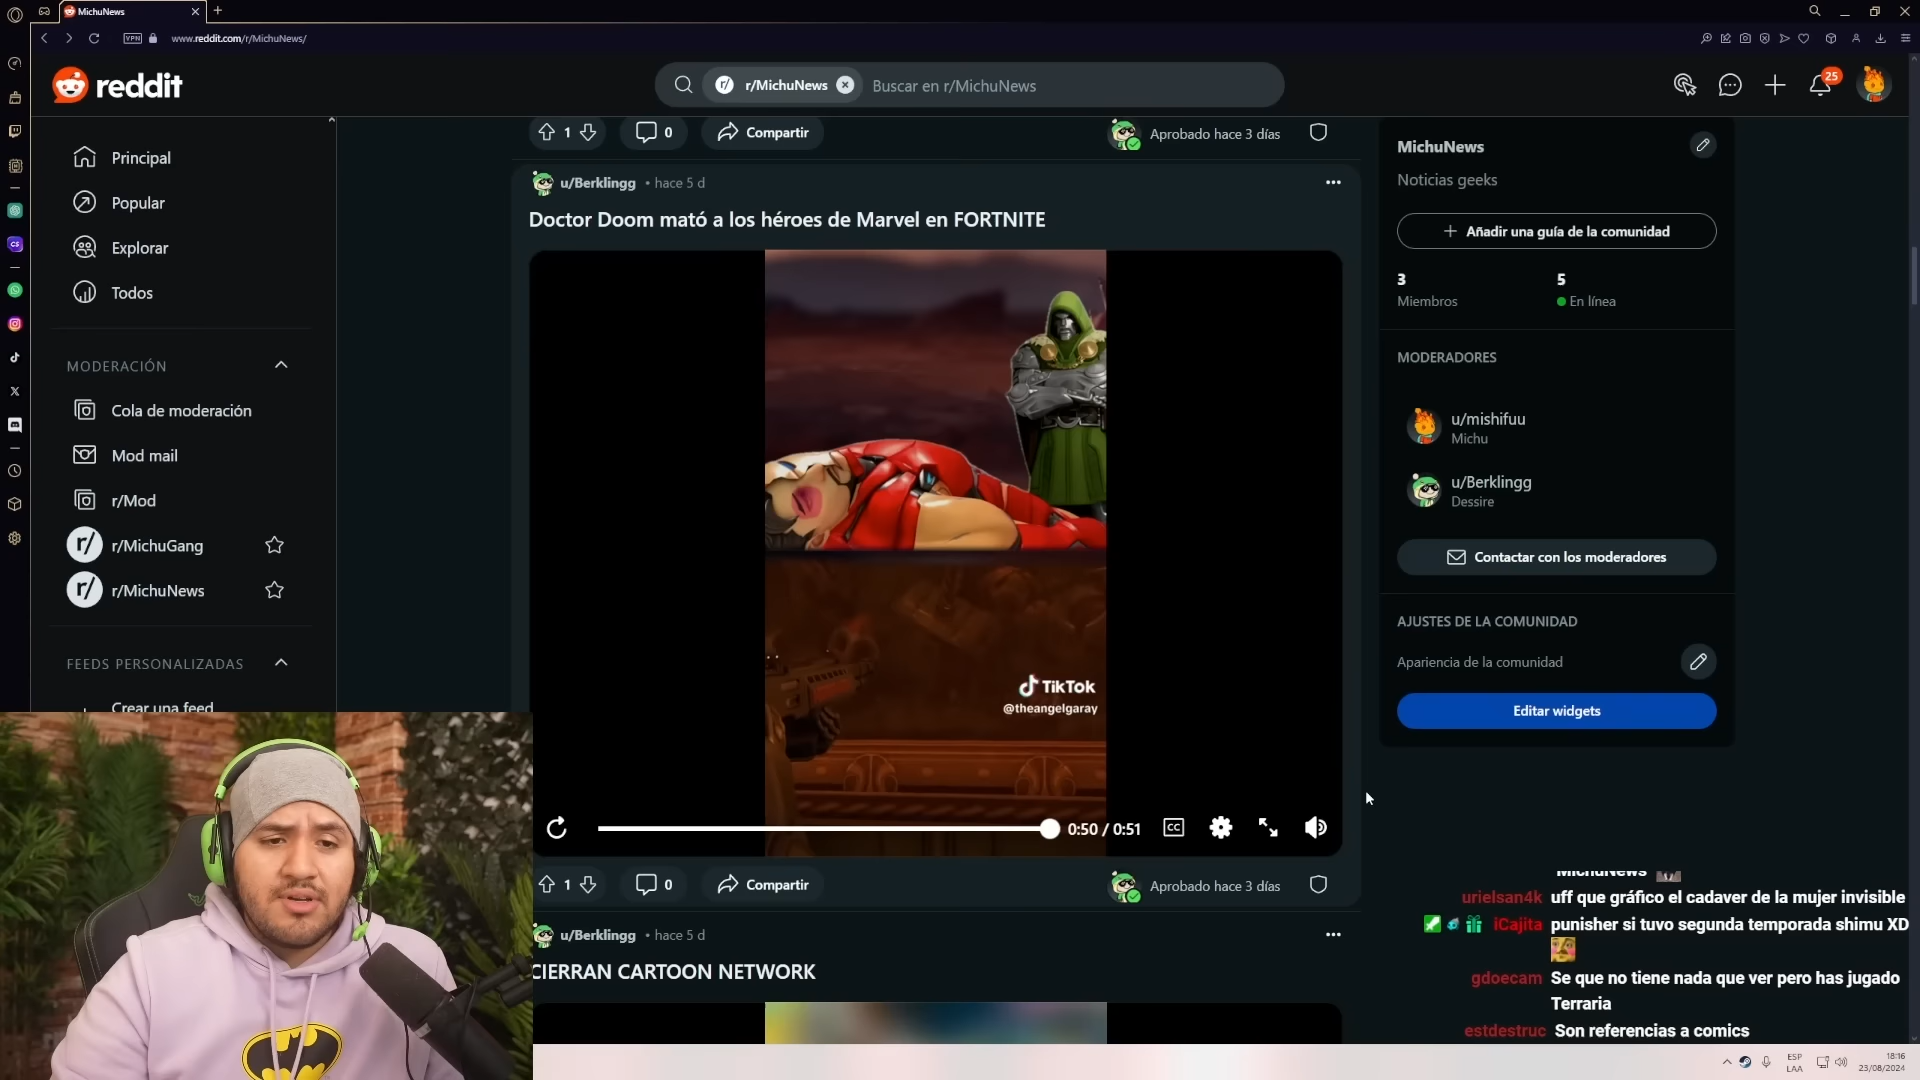 MichuNews
VPN
www.reddit.com/r/MichuNews/
reddit
r/ r/MichuNews
Buscar en r/MichuNews
25
Principal
Popular
Explorar
Todos
MODERACIÓN
Cola de moderación
Mod mail
r/Mod
r/ r/MichuGang
r/ r/MichuNews
FEEDS PERSONALIZADAS
Crear una feed
1 0 Compartir
Aprobado hace 3 días
u/Berklingg • hace 5 d
Doctor Doom mató a los héroes de Marvel en FORTNITE
TikTok
@theangelgaray
0:50 / 0:51
CC
1 0 Compartir
Aprobado hace 3 días
u/Berklingg • hace 5 d
CIERRAN CARTOON NETWORK
MichuNews
Noticias geeks
Añadir una guía de la comunidad
3 5
Miembros En línea
MODERADORES
u/mishifuu
Michu
u/Berklingg
Dessire
Contactar con los moderadores
AJUSTES DE LA COMUNIDAD
Apariencia de la comunidad
Editar widgets
MichuNews
urielsan4k uff que gráfico el cadaver de la mujer invisible
iCajita punisher si tuvo segunda temporada shimu XD
gdoecam Se que no tiene nada que ver pero has jugado
Terraria
estdestruc Son referencias a comics
ESP
LAA
18:16
23/08/2024